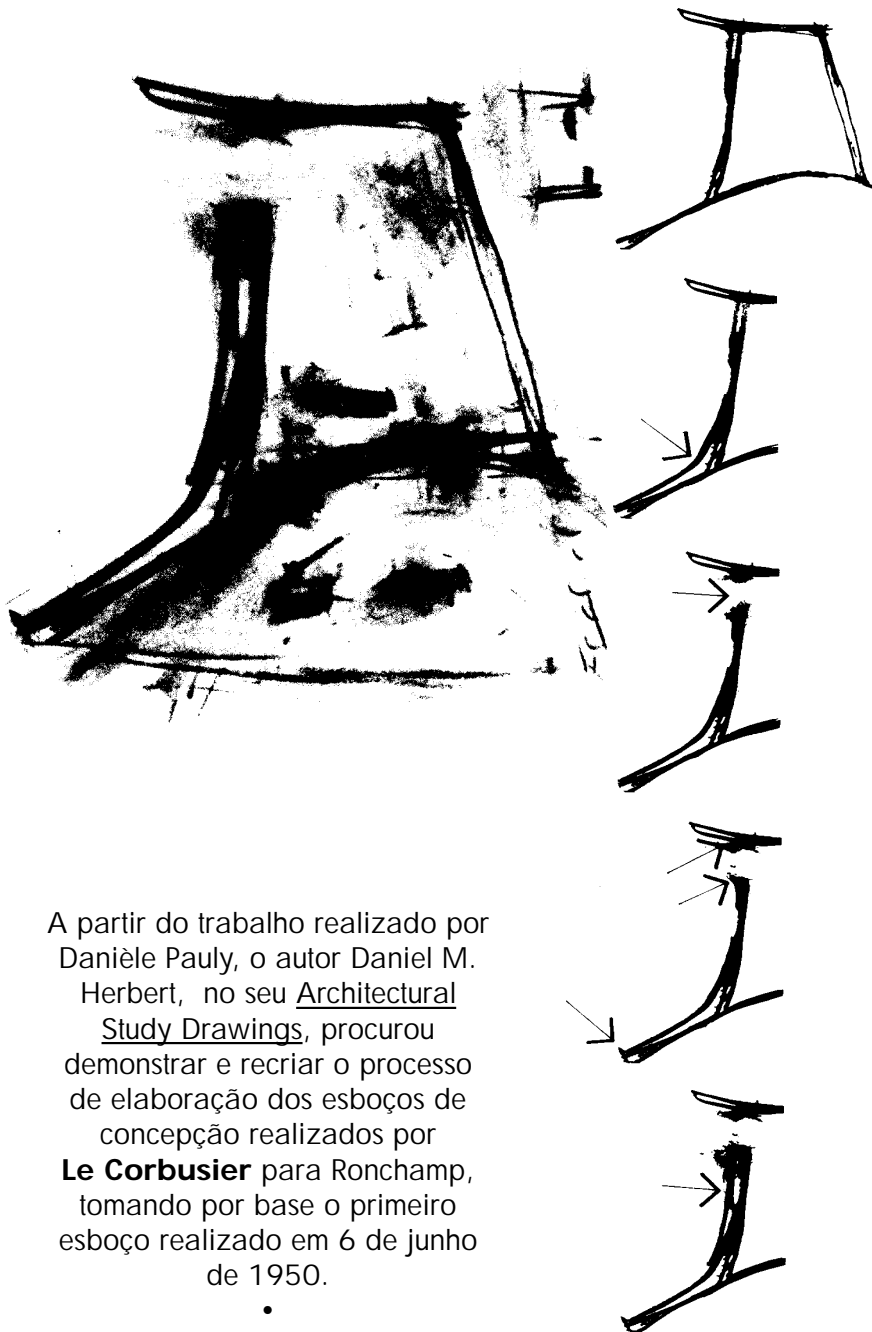 A partir do trabalho realizado por
Danièle Pauly, o autor Daniel M.
Herbert, no seu Architectural
Study Drawings, procurou
demonstrar e recriar o processo
de elaboração dos esboços de
concepção realizados por
Le Corbusier para Ronchamp,
tomando por base o primeiro
esboço realizado em 6 de junho
de 1950.
•